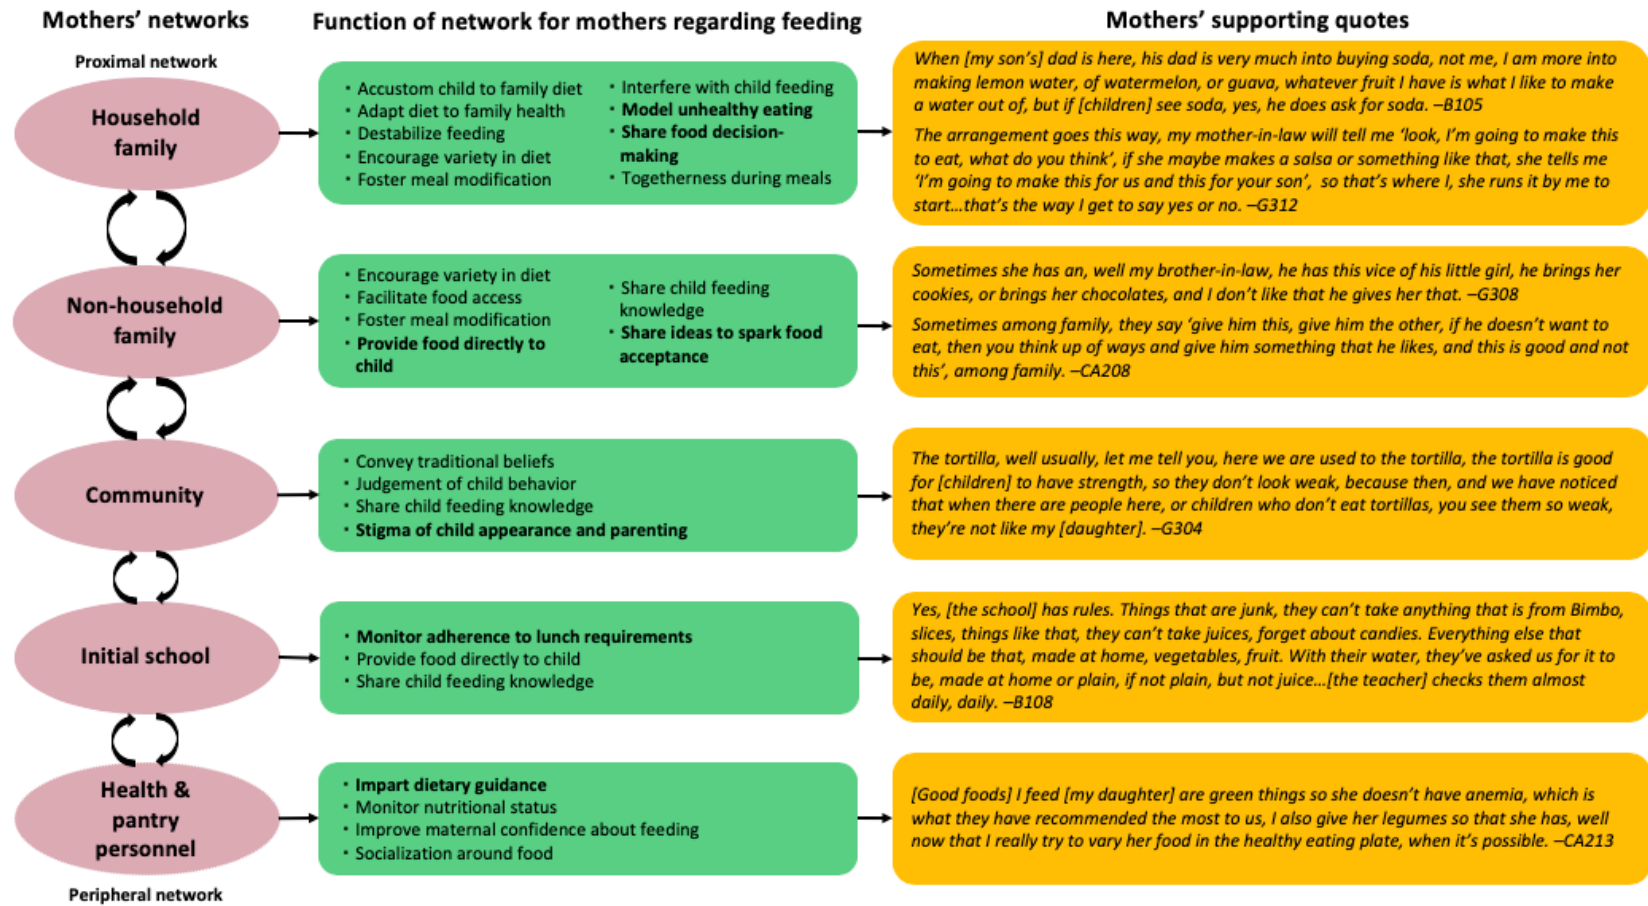 Mothers’ networks
Function of network for mothers regarding feeding
Mothers’ supporting quotes
Proximal network
Household
family
· Accustom child to family diet
· Adapt diet to family health
· Destabilize feeding
· Encourage variety in diet
· Foster meal modification
· Interfere with child feeding
· Model unhealthy eating
· Share food decision-
making
· Togetherness during meals
When [my son’s] dad is here, his dad is very much into buying soda, not me, I am more into
making lemon water, of watermelon, or guava, whatever fruit I have is what I like to make
a water out of, but if [children] see soda, yes, he does ask for soda. –B105
The arrangement goes this way, my mother-in-law will tell me ‘look, I’m going to make this
to eat, what do you think’, if she maybe makes a salsa or something like that, she tells me
‘I’m going to make this for us and this for your son’, so that’s where I, she runs it by me to
start...that’s the way I get to say yes or no. –G312
Non-household
family
· Encourage variety in diet
· Facilitate food access
· Foster meal modification
· Provide food directly to
child
· Share child feeding
knowledge
· Share ideas to spark food
acceptance
Sometimes she has an, well my brother-in-law, he has this vice of his little girl, he brings her
cookies, or brings her chocolates, and I don’t like that he gives her that. –G308
Sometimes among family, they say ‘give him this, give him the other, if he doesn’t want to
eat, then you think up of ways and give him something that he likes, and this is good and not
this’, among family. –CA208
Community
· Convey traditional beliefs
· Judgement of child behavior
· Share child feeding knowledge
· Stigma of child appearance and parenting
The tortilla, well usually, let me tell you, here we are used to the tortilla, the tortilla is good
for [children] to have strength, so they don’t look weak, because then, and we have noticed
that when there are people here, or children who don’t eat tortillas, you see them so weak,
they’re not like my [daughter]. –G304
Initial school
· Monitor adherence to lunch requirements
· Provide food directly to child
· Share child feeding knowledge
Yes, [the school] has rules. Things that are junk, they can’t take anything that is from Bimbo,
slices, things like that, they can’t take juices, forget about candies. Everything else that
should be that, made at home, vegetables, fruit. With their water, they’ve asked us for it to
be, made at home or plain, if not plain, but not juice...[the teacher] checks them almost
daily, daily. –B108
Health &
pantry
personnel
· Impart dietary guidance
· Monitor nutritional status
· Improve maternal confidence about feeding
· Socialization around food
[Good foods] I feed [my daughter] are green things so she doesn’t have anemia, which is
what they have recommended the most to us, I also give her legumes so that she has, well
now that I really try to vary her food in the healthy eating plate, when it’s possible. –CA213
Peripheral network